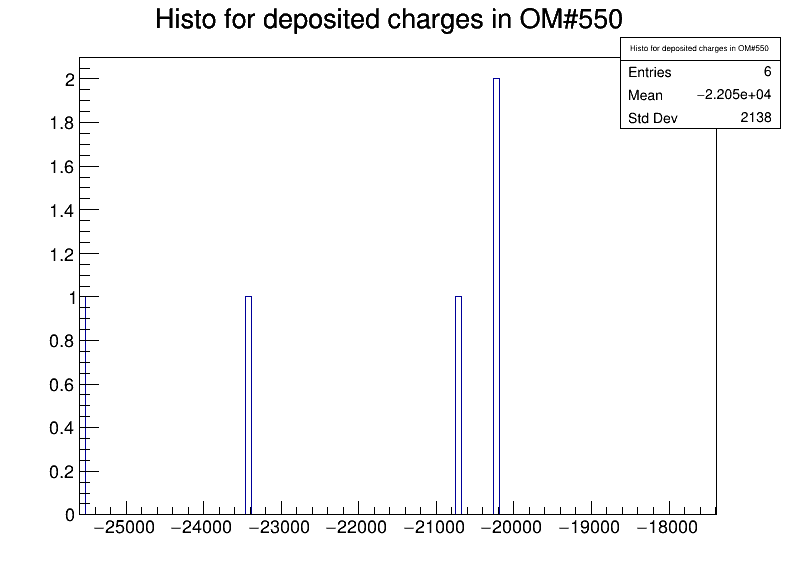 Histo for deposited charges in OM#550
Histo for deposited charges in OM#550
Entries 6
Mean −2.205e+04
Std Dev 2138
2
1.8
1.6
1.4
1.2
1
0.8
0.6
0.4
0.2
0
−25000 −24000 −23000 −22000 −21000 −20000 −19000 −18000